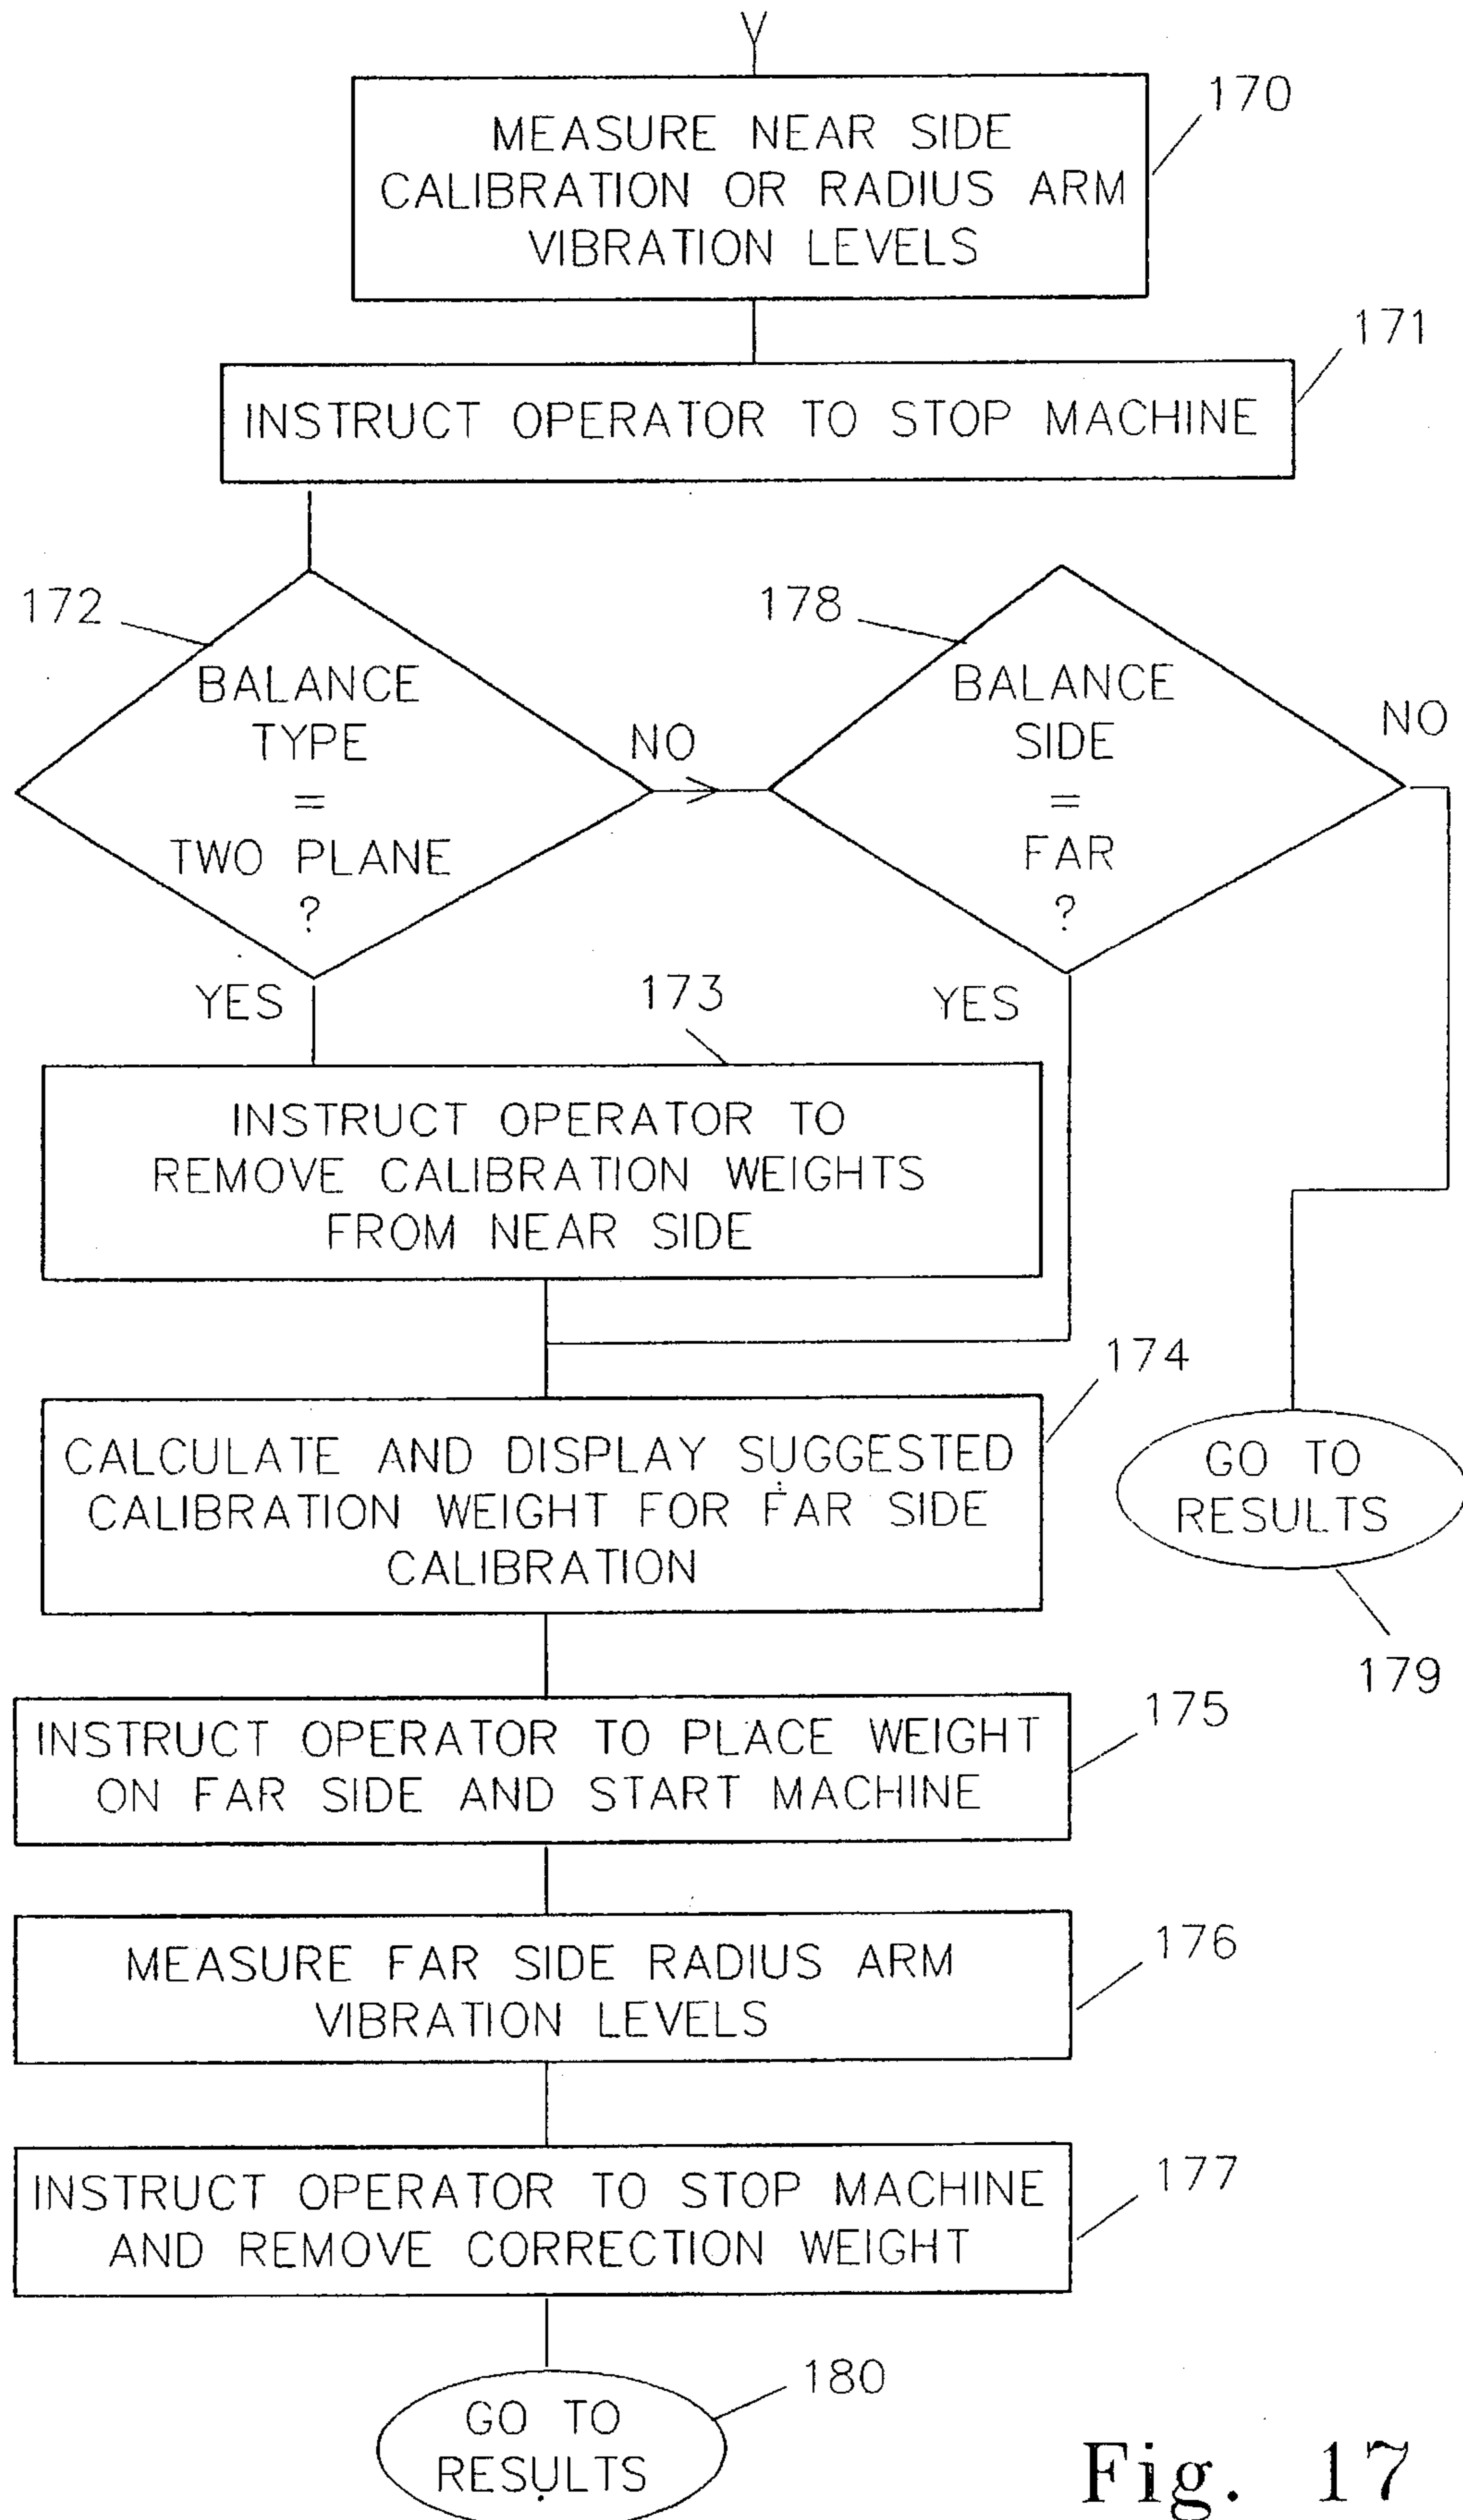 Y
MEASURE NEAR SIDE
CALIBRATION OR RADIUS ARM
VIBRATION LEVELS
170
INSTRUCT OPERATOR TO STOP MACHINE
171
172
BALANCE
TYPE
=
TWO PLANE
?
NO
YES
178
BALANCE
SIDE
=
FAR
?
NO
YES
173
INSTRUCT OPERATOR TO
REMOVE CALIBRATION WEIGHTS
FROM NEAR SIDE
174
CALCULATE AND DISPLAY SUGGESTED
CALIBRATION WEIGHT FOR FAR SIDE
CALIBRATION
GO TO
RESULTS
179
INSTRUCT OPERATOR TO PLACE WEIGHT
ON FAR SIDE AND START MACHINE
175
MEASURE FAR SIDE RADIUS ARM
VIBRATION LEVELS
176
INSTRUCT OPERATOR TO STOP MACHINE
AND REMOVE CORRECTION WEIGHT
177
GO TO
RESULTS
180
Fig. 17